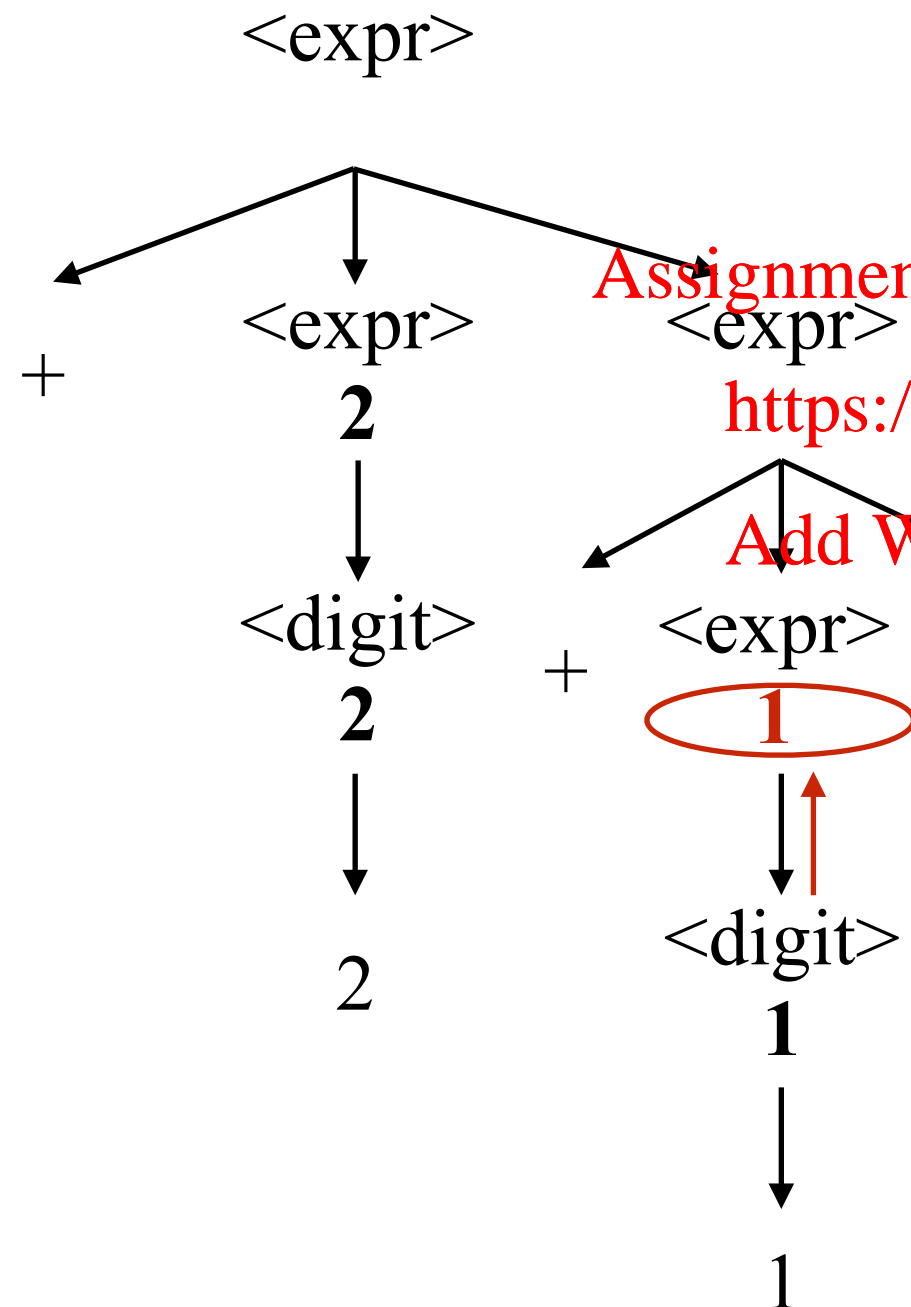 <expr>
Assignmen
<expr> <expr>
+
2 https:/
Add W
<digit> <expr>
+
2 1
<digit>
2
1
1